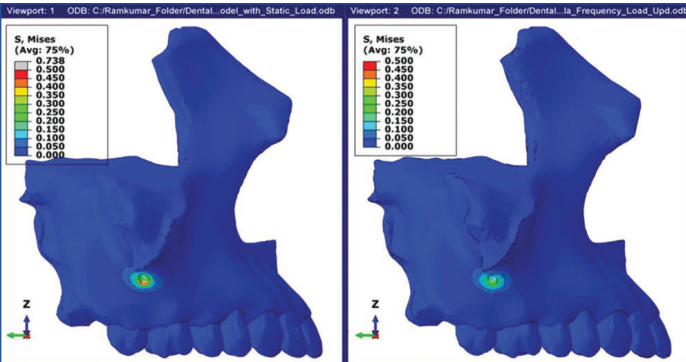 Viewport: 1 ODB: C:/Ramkumar_Folder/Dental...odel_with_Static_Load.odb
S, Mises
(Avg: 75%)
0.738
0.500
0.450
0.400
0.350
0.300
0.250
0.200
0.150
0.100
0.050
0.000
Z
Viewport: 2 ODB: C:/Ramkumar_Folder/Dental...la_Frequency_Load_Upd.odb
S, Mises
(Avg: 75%)
0.500
0.450
0.400
0.350
0.300
0.250
0.200
0.150
0.100
0.050
0.000
Z